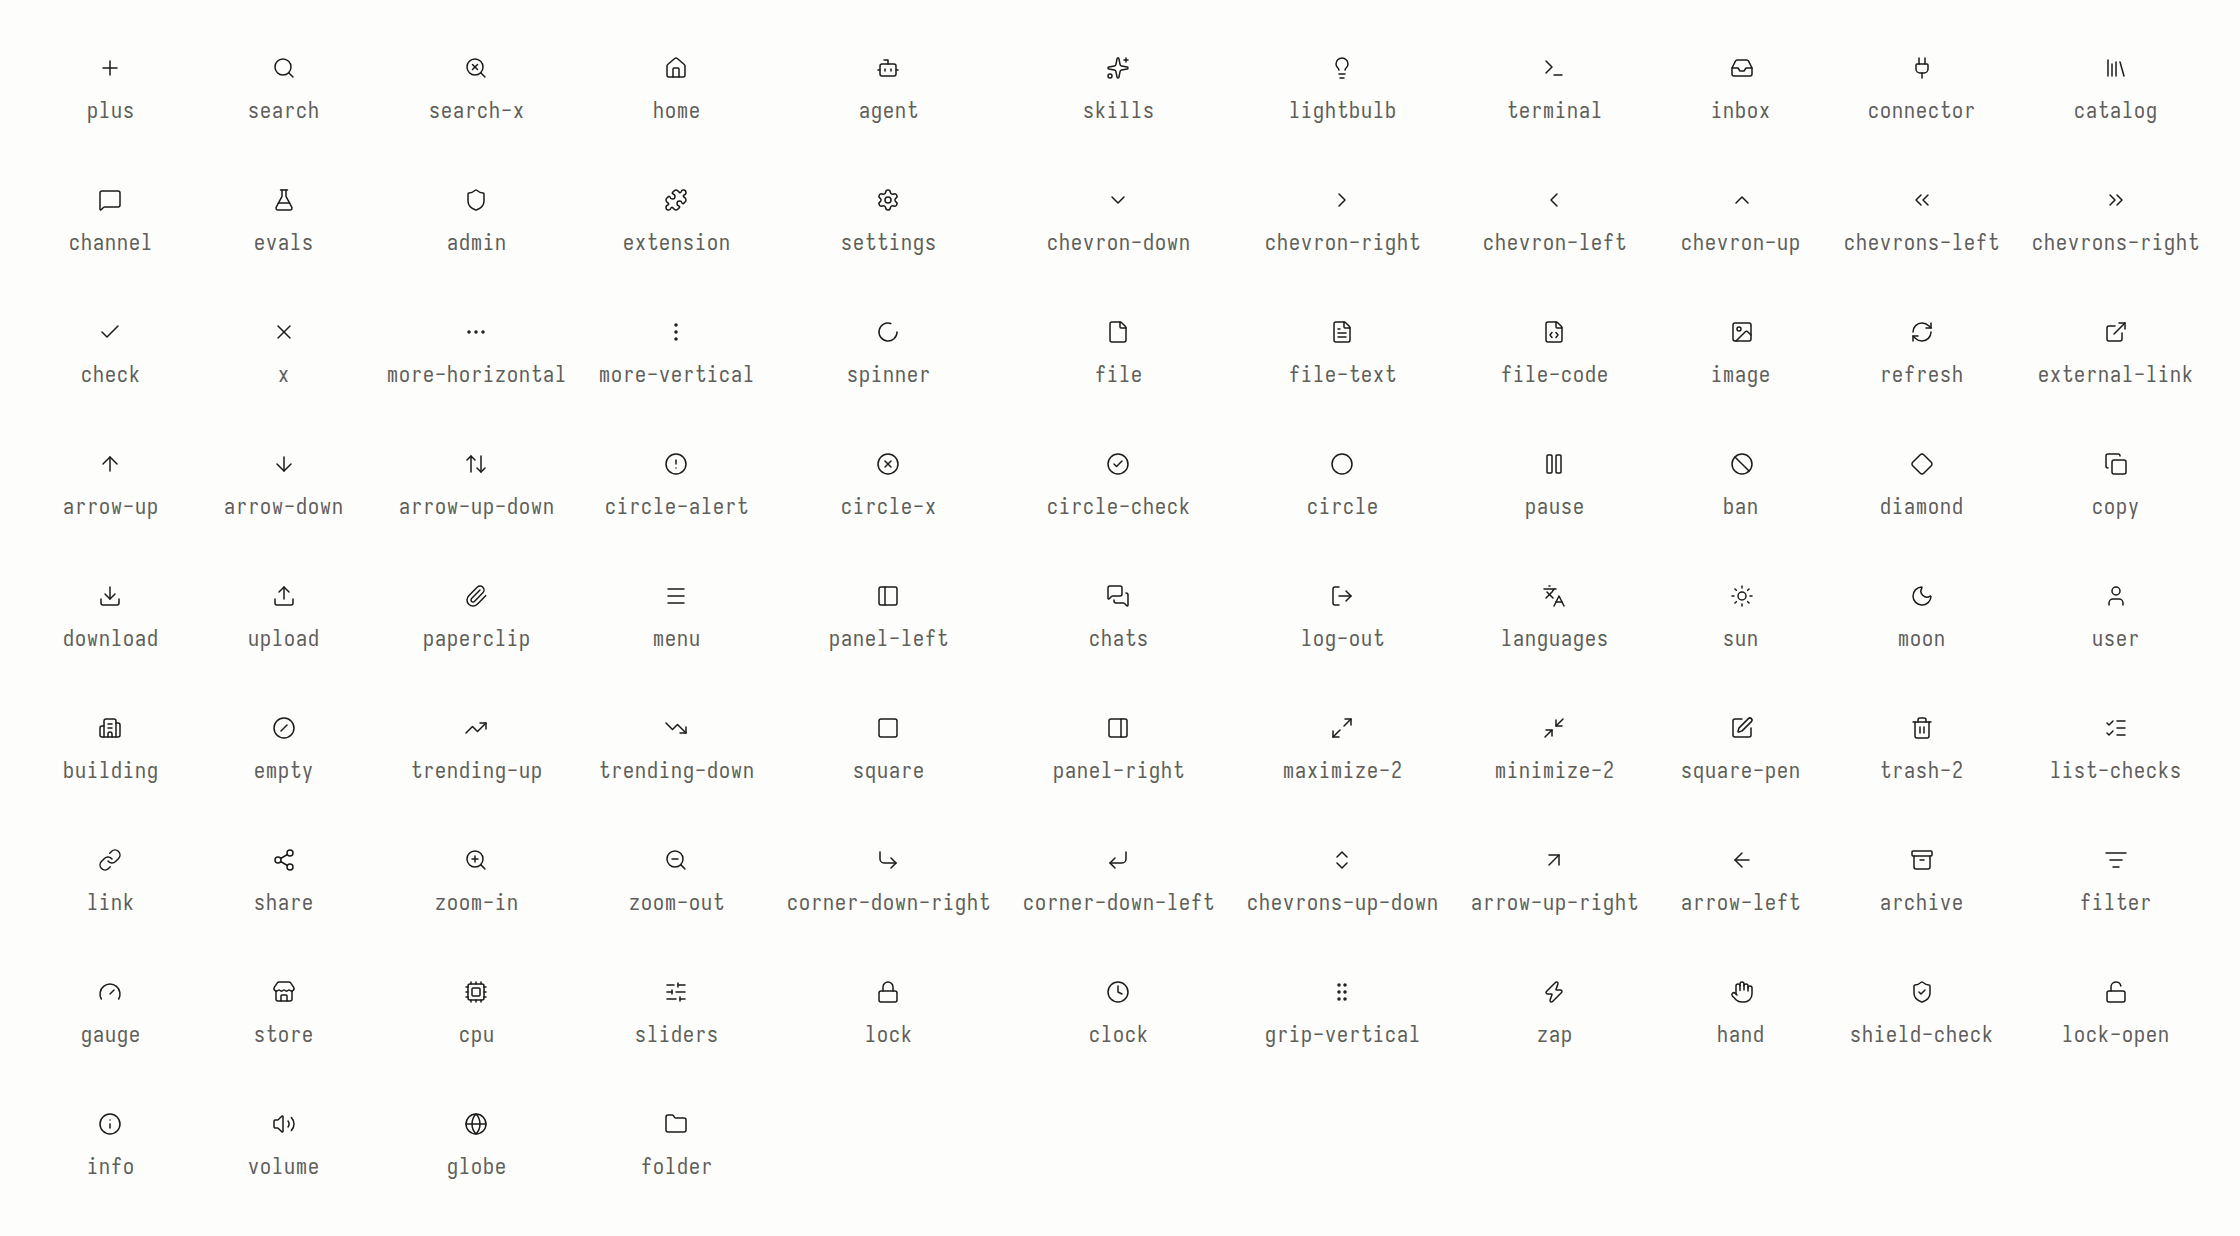 plus search search-x home agent skills lightbulb terminal inbox connector catalog
channel evals admin extension settings chevron-down chevron-right chevron-left chevron-up chevrons-left chevrons-right
check x more-horizontal more-vertical spinner file file-text file-code image refresh external-link
arrow-up arrow-down arrow-up-down circle-alert circle-x circle-check circle pause ban diamond copy
download upload paperclip menu panel-left chats log-out languages sun moon user
building empty trending-up trending-down square panel-right maximize-2 minimize-2 square-pen trash-2 list-checks
link share zoom-in zoom-out corner-down-right corner-down-left chevrons-up-down arrow-up-right arrow-left archive filter
gauge store cpu sliders lock clock grip-vertical zap hand shield-check lock-open
info volume globe folder